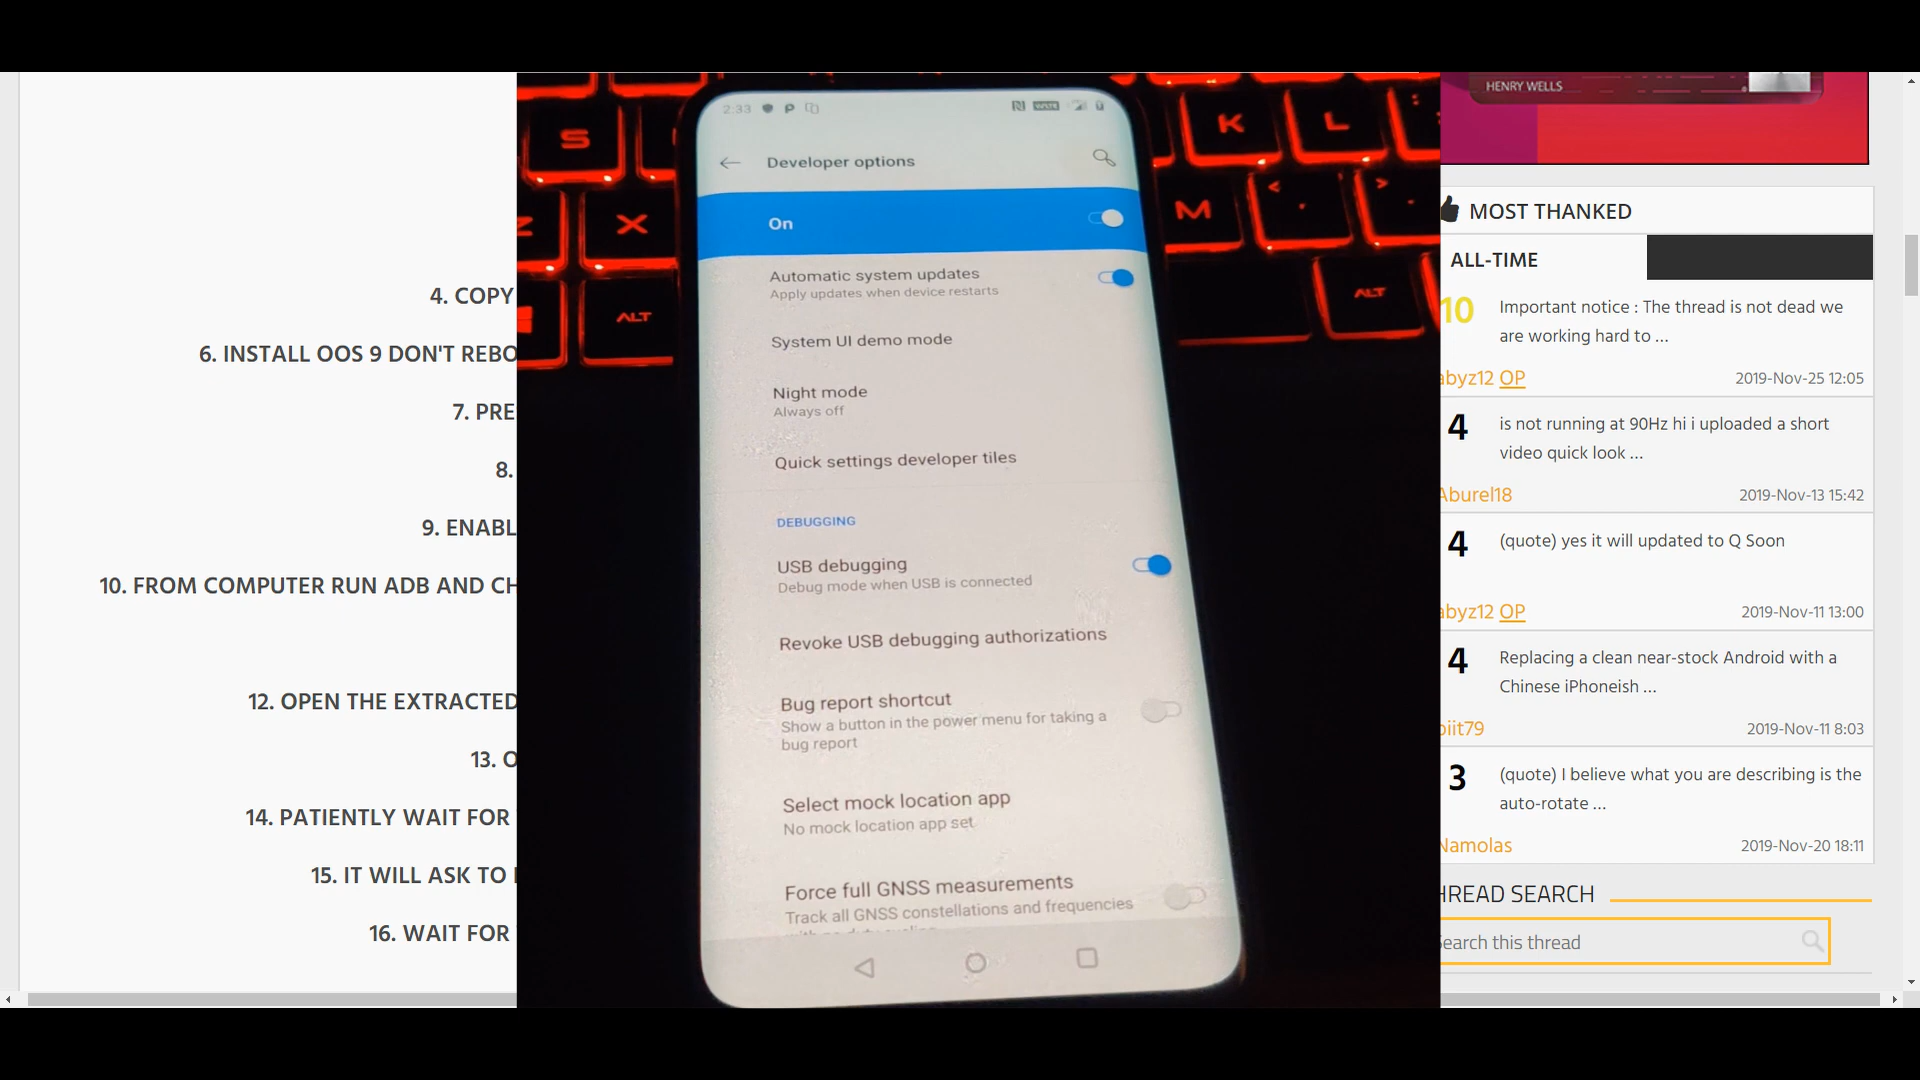 4. COPY
6. INSTALL OOS 9 DON'T REBO
7. PRE
8.
9. ENABL
10. FROM COMPUTER RUN ADB AND CH
12. OPEN THE EXTRACTED
13. O
14. PATIENTLY WAIT FOR
15. IT WILL ASK TO
16. WAIT FOR
S
K
L
Z
X
M
<
>
ALT
ALT
2:33
Developer options
On
Automatic system updates
Apply updates when device restarts
System UI demo mode
Night mode
Always off
Quick settings developer tiles
DEBUGGING
USB debugging
Debug mode when USB is connected
Revoke USB debugging authorizations
Bug report shortcut
Show a button in the power menu for taking a
bug report
Select mock location app
No mock location app set
Force full GNSS measurements
Track all GNSS constellations and frequencies
HENRY WELLS
MOST THANKED
ALL-TIME
10 Important notice : The thread is not dead we
are working hard to ...
abyz12 OP 2019-Nov-25 12:05
4 is not running at 90Hz hi i uploaded a short
video quick look ...
Aburel18 2019-Nov-13 15:42
4 (quote) yes it will updated to Q Soon
abyz12 OP 2019-Nov-11 13:00
4 Replacing a clean near-stock Android with a
Chinese iPhoneish ...
piit79 2019-Nov-11 8:03
3 (quote) I believe what you are describing is the
auto-rotate ...
Namolas 2019-Nov-20 18:11
HREAD SEARCH
earch this thread